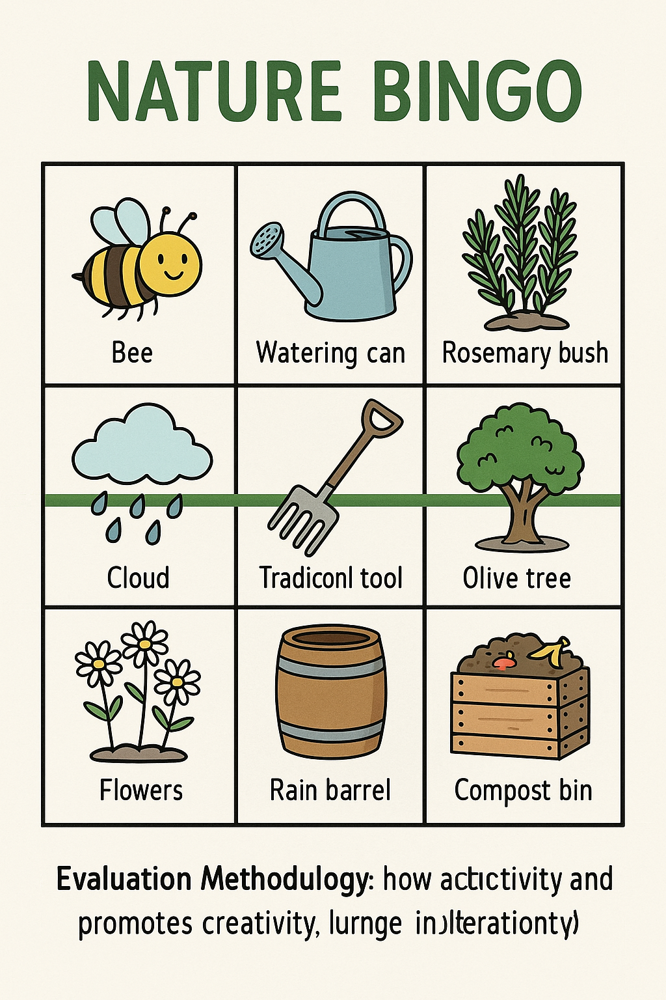 NATURE BINGO
Bee
Watering can
Rosemary bush
Cloud
Tradiconl tool
Olive tree
Flowers
Rain barrel
Compost bin
Evaluation Methodulogy: how and
promotes creativity, lurnge